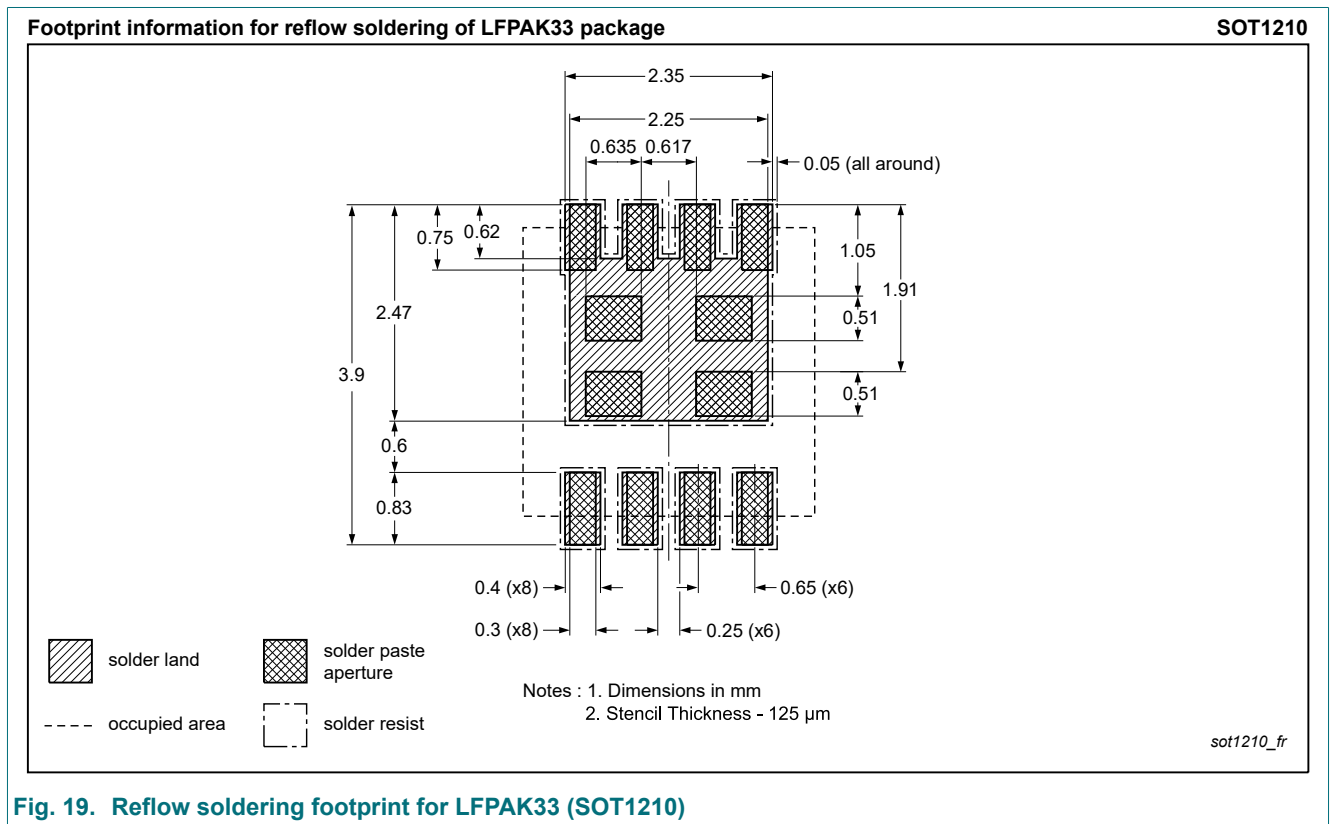 Footprint information for reflow soldering of LFPAK33 package SOT1210
2.35
2.25
0.635 0.617
0.05 (all around)
0.75 0.62
1.05
1.91
2.47
0.51
3.9
0.51
0.6
0.83
0.4 (x8) 0.65 (x6)
0.3 (x8) 0.25 (x6)
solder land
solder paste
aperture
occupied area
solder resist
Notes : 1. Dimensions in mm
2. Stencil Thickness - 125 µm
sot1210_fr
Fig. 19. Reflow soldering footprint for LFPAK33 (SOT1210)